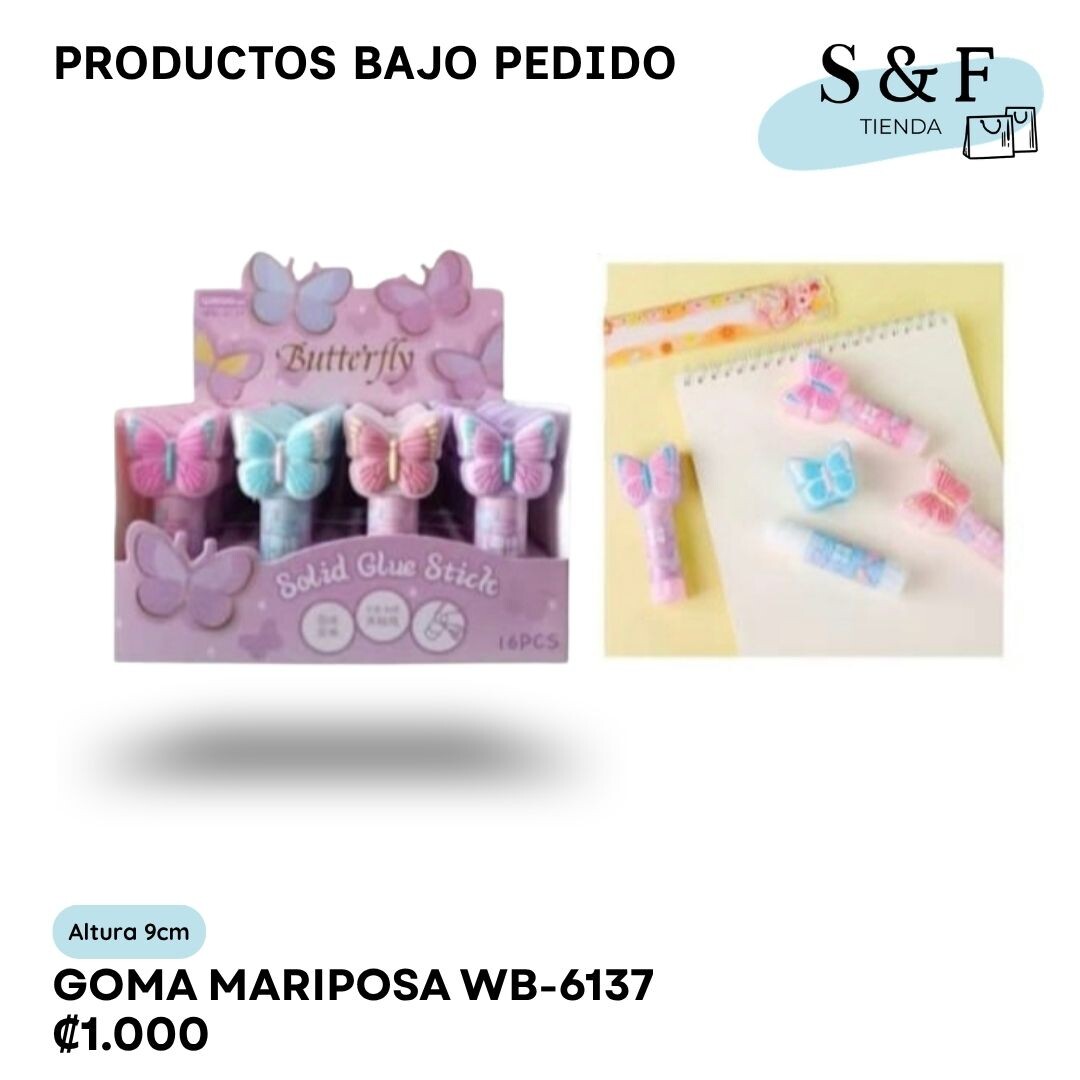 PRODUCTOS BAJO PEDIDO
S & F
TIENDA
Butterfly
Solid Glue Stick
16PCS
Altura 9cm
GOMA MARIPOSA WB-6137
₡1.000